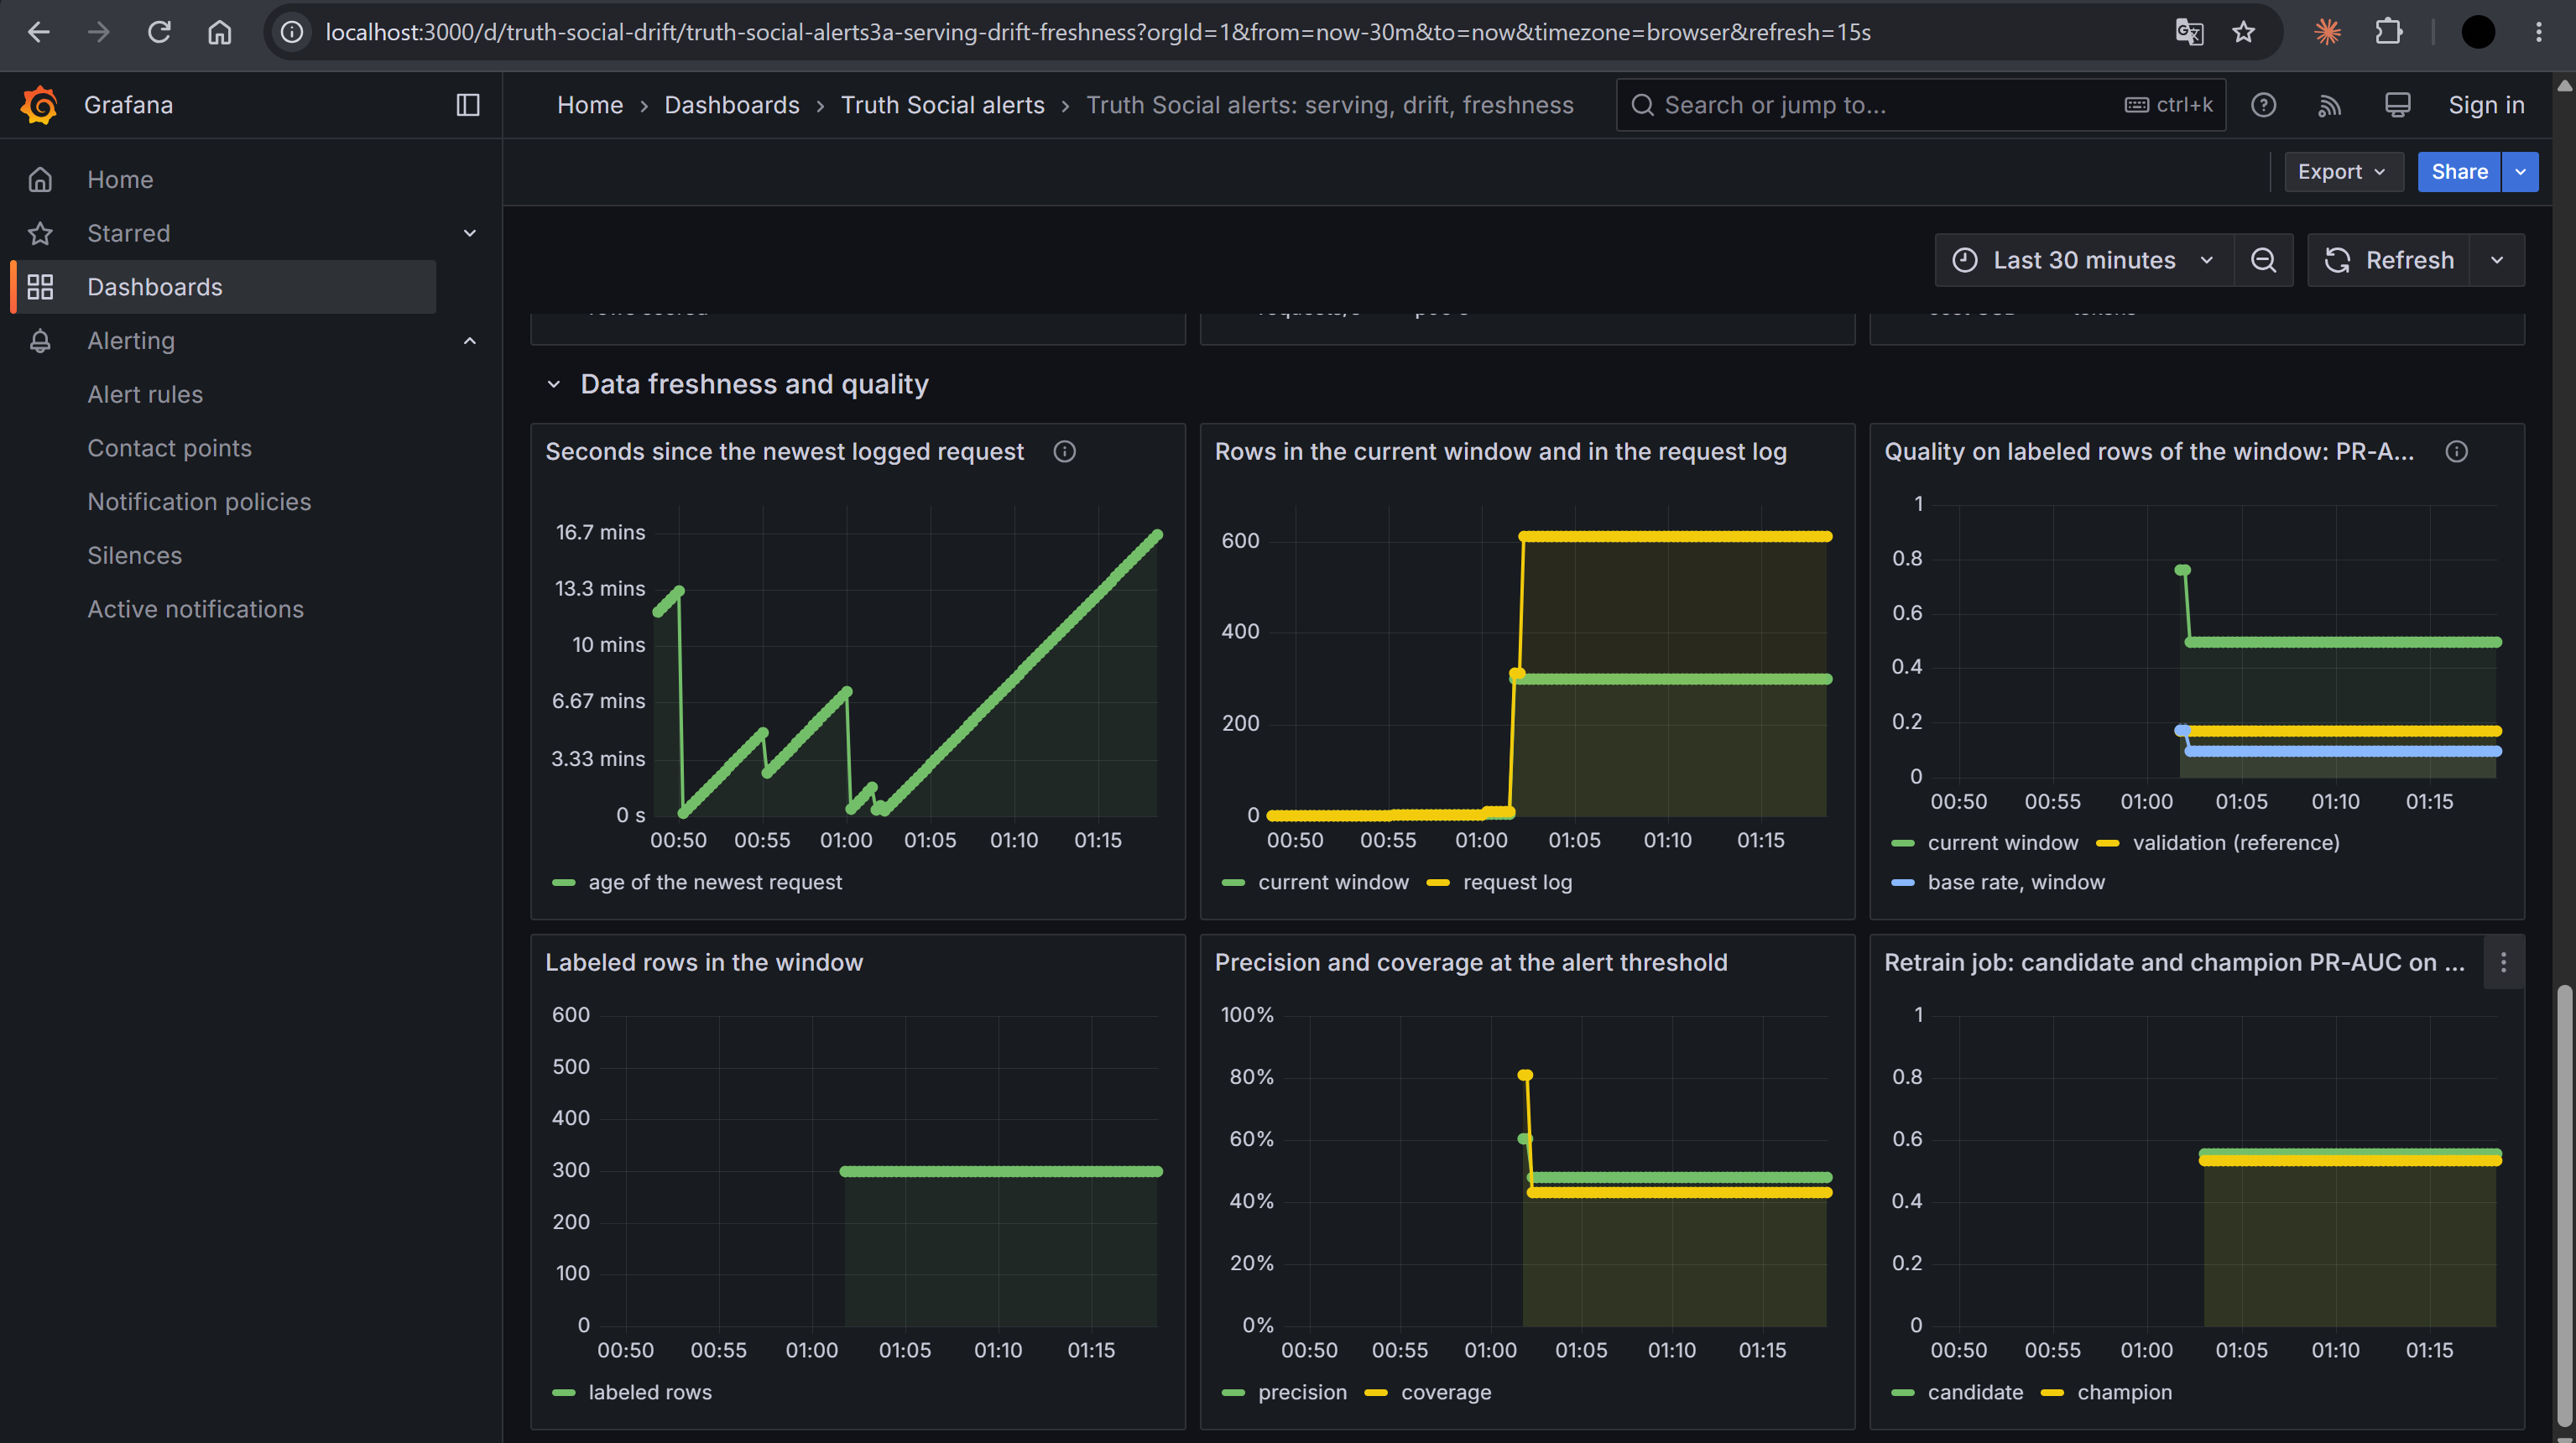 localhost:3000/d/truth-social-drift/truth-social-alerts3a-serving-drift-freshness?orgId=1&from=now-30m&to=now&timezone=browser&refresh=15s
Grafana
Home › Dashboards › Truth Social alerts › Truth Social alerts: serving, drift, freshness
Search or jump to...
ctrl+k
Sign in
Export
Share
Home
Starred
Dashboards
Alerting
Alert rules
Contact points
Notification policies
Silences
Active notifications
Last 30 minutes
Refresh
Data freshness and quality
Seconds since the newest logged request
16.7 mins
13.3 mins
10 mins
6.67 mins
3.33 mins
0 s
00:50 00:55 01:00 01:05 01:10 01:15
age of the newest request
Rows in the current window and in the request log
600
400
200
0
00:50 00:55 01:00 01:05 01:10 01:15
current window request log
Quality on labeled rows of the window: PR-A...
1
0.8
0.6
0.4
0.2
0
00:50 00:55 01:00 01:05 01:10 01:15
current window validation (reference)
base rate, window
Labeled rows in the window
600
500
400
300
200
100
0
00:50 00:55 01:00 01:05 01:10 01:15
labeled rows
Precision and coverage at the alert threshold
100%
80%
60%
40%
20%
0%
00:50 00:55 01:00 01:05 01:10 01:15
precision coverage
Retrain job: candidate and champion PR-AUC on ...
1
0.8
0.6
0.4
0.2
0
00:50 00:55 01:00 01:05 01:10 01:15
candidate champion